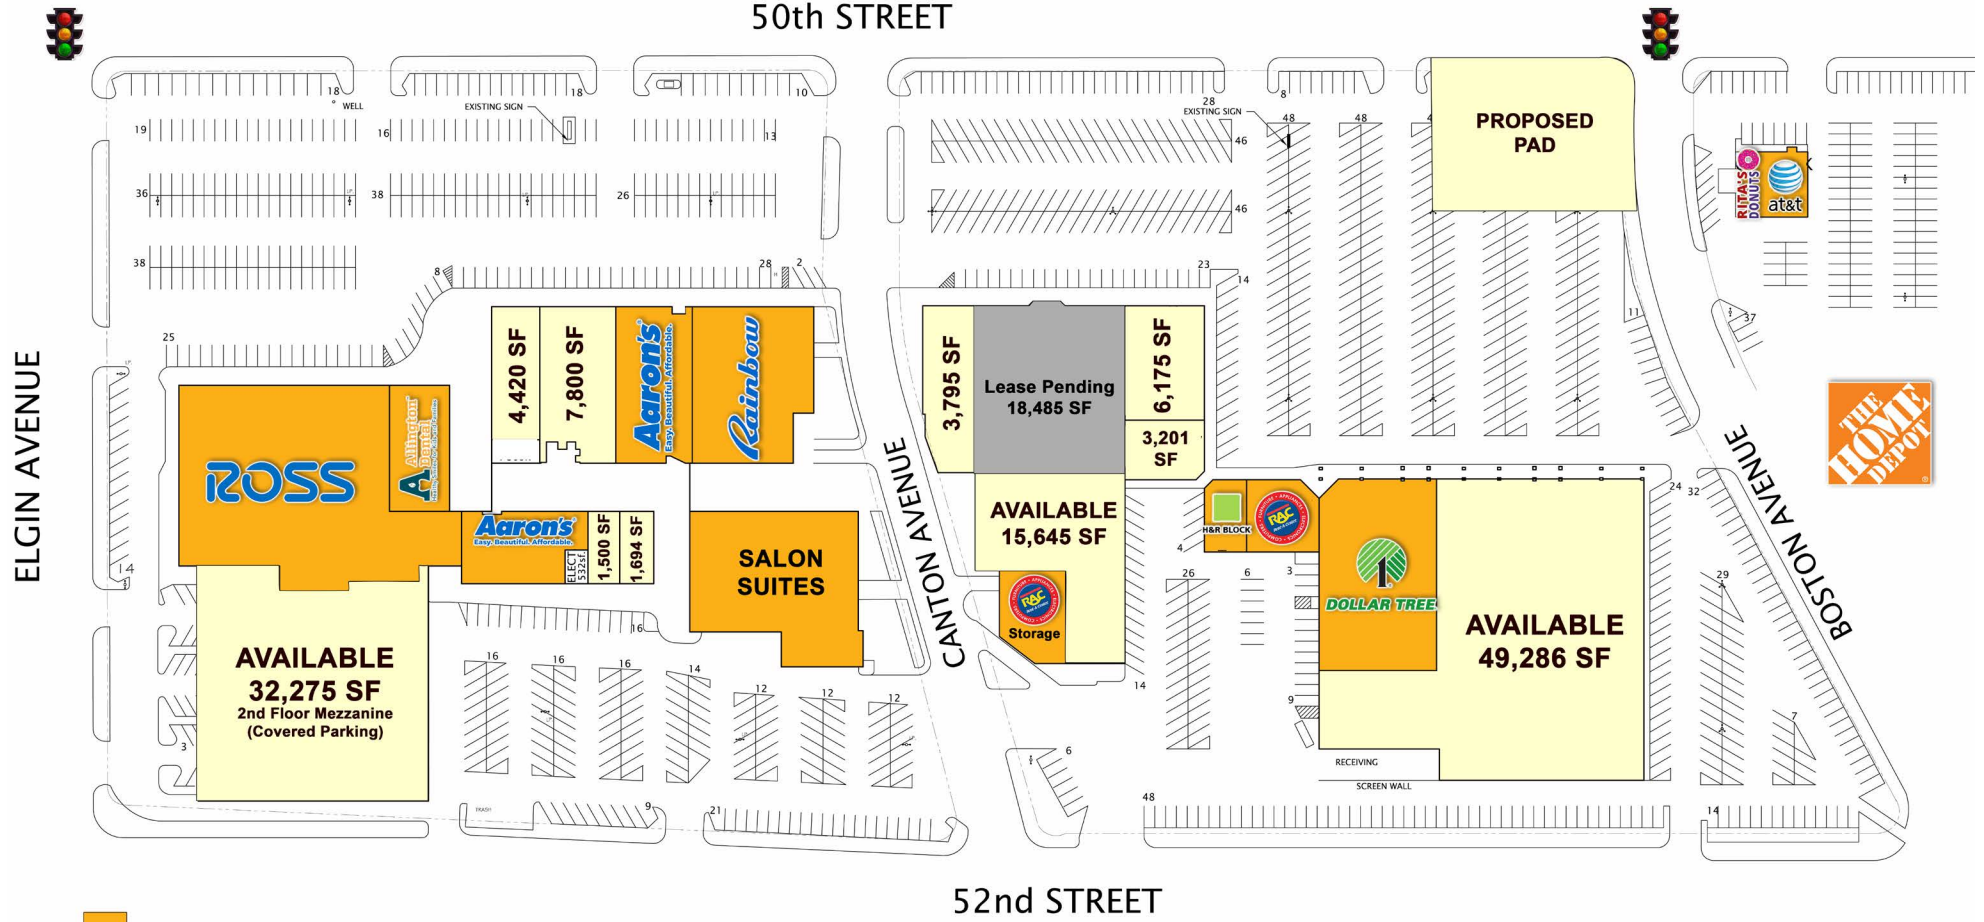 50th STREET
18
WELL
18
10
28
8
EXISTING SIGN
EXISTING SIGN
19
16
13
46
48
48
4
PROPOSED
PAD
36
38
26
46
RITA'S
DONUTS
at&t
38
8
28
H
2
23
14
11
37
25
ELGIN AVENUE
4,420 SF
7,800 SF
Aaron's
Easy. Beautiful. Affordable.
Rainbow
3,795 SF
Lease Pending
18,485 SF
6,175 SF
3,201
SF
THE
HOME
DEPOT
ROSS
Allington
Dental
CANTON AVENUE
BOSTON AVENUE
24
32
Aaron's
Easy. Beautiful. Affordable.
ELECT
532sf.
1,500 SF
1,694 SF
SALON
SUITES
AVAILABLE
15,645 SF
H&R BLOCK
RAC
DOLLAR TREE
4
26
6
3
29
14
RAC
Storage
AVAILABLE
49,286 SF
16
AVAILABLE
32,275 SF
2nd Floor Mezzanine
(Covered Parking)
16
16
16
14
12
12
12
14
9
7
3
6
RECEIVING
SCREEN WALL
TRASH
9
21
48
14
52nd STREET